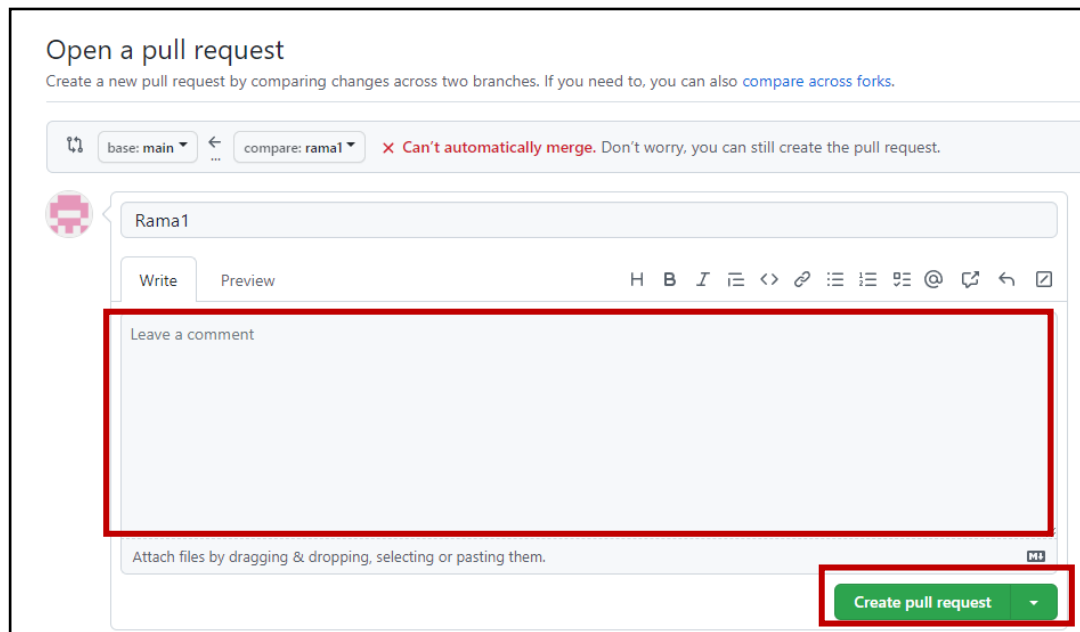 Open a pull request
Create a new pull request by comparing changes across two branches. If you need to, you can also compare across forks.
base: main ← ... compare: rama1 × Can't automatically merge. Don't worry, you can still create the pull request.
Rama1
Write Preview H B I <> @
Leave a comment
Attach files by dragging & dropping, selecting or pasting them. M↓
Create pull request